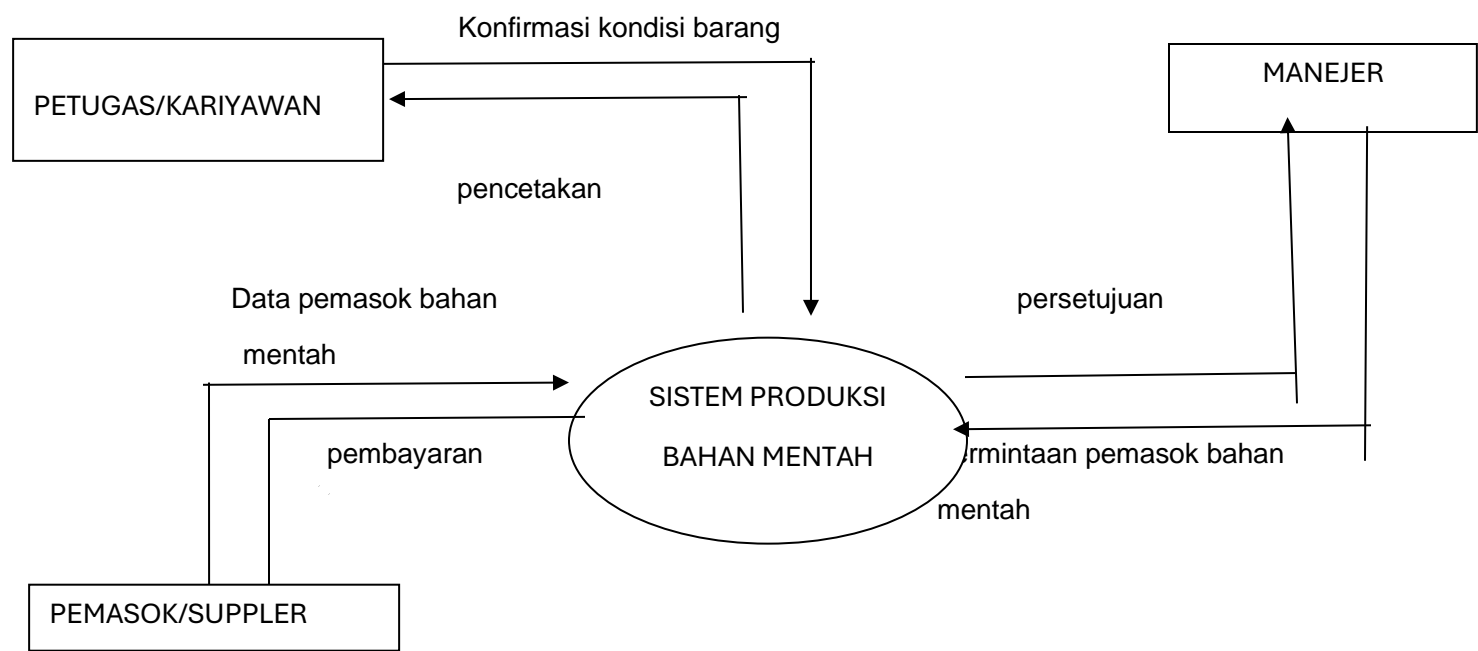 Konfirmasi kondisi barang
MANEJER
PETUGAS/KARIYAWAN
pencetakan
Data pemasok bahan
mentah
persetujuan
SISTEM PRODUKSI
BAHAN MENTAH
pembayaran
ermintaan pemasok bahan
mentah
PEMASOK/SUPPLER